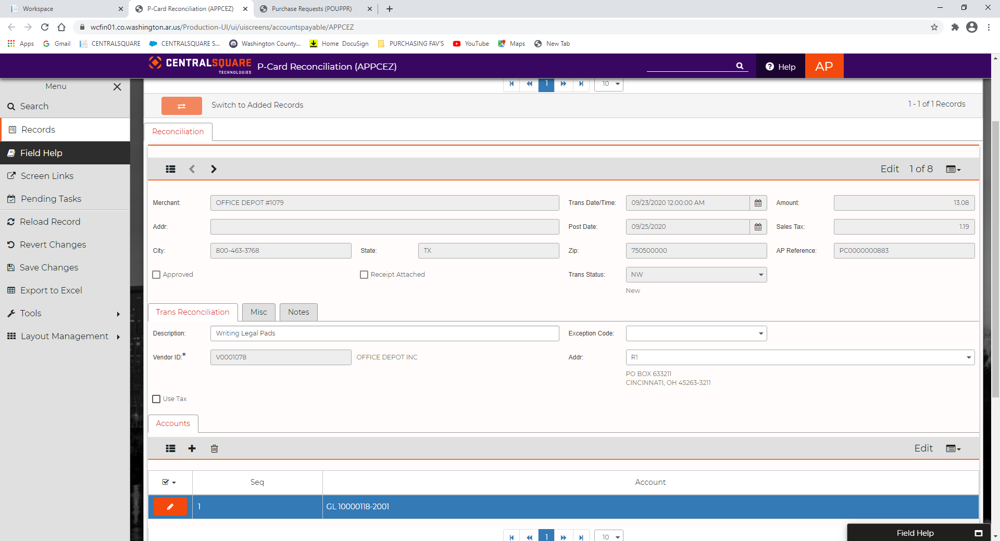 Workspace
P-Card Reconciliation (APPCEZ)
Purchase Requests (POUPPR)
wcfin01.co.washington.ar.us/Production-UI/ui/uiscreens/accountspayable/APPCEZ
Apps Gmail CENTRALSQUARE CENTRALSQUARE S... Washington County... Home DocuSign PURCHASING FAV'S YouTube Maps New Tab
CENTRALSQUARE TECHNOLOGIES P-Card Reconciliation (APPCEZ) Help AP
Menu
Search
Records
Field Help
Screen Links
Pending Tasks
Reload Record
Revert Changes
Save Changes
Export to Excel
Tools
Layout Management
1 10
Switch to Added Records 1 - 1 of 1 Records
Reconciliation
Edit 1 of 8
Merchant: OFFICE DEPOT #1079 Trans Date/Time: 09/23/2020 12:00:00 AM Amount: 13.08
Addr: Post Date: 09/25/2020 Sales Tax: 1.19
City: 800-463-3768 State: TX Zip: 750500000 AP Reference: PC0000000883
Approved Receipt Attached Trans Status: NW
New
Trans Reconciliation Misc Notes
Description: Writing Legal Pads Exception Code:
Vendor ID:* V0001078 OFFICE DEPOT INC Addr: R1
PO BOX 633211
CINCINNATI, OH 45263-3211
Use Tax
Accounts
Edit
Seq Account
1 GL 10000118-2001
1 10
Field Help